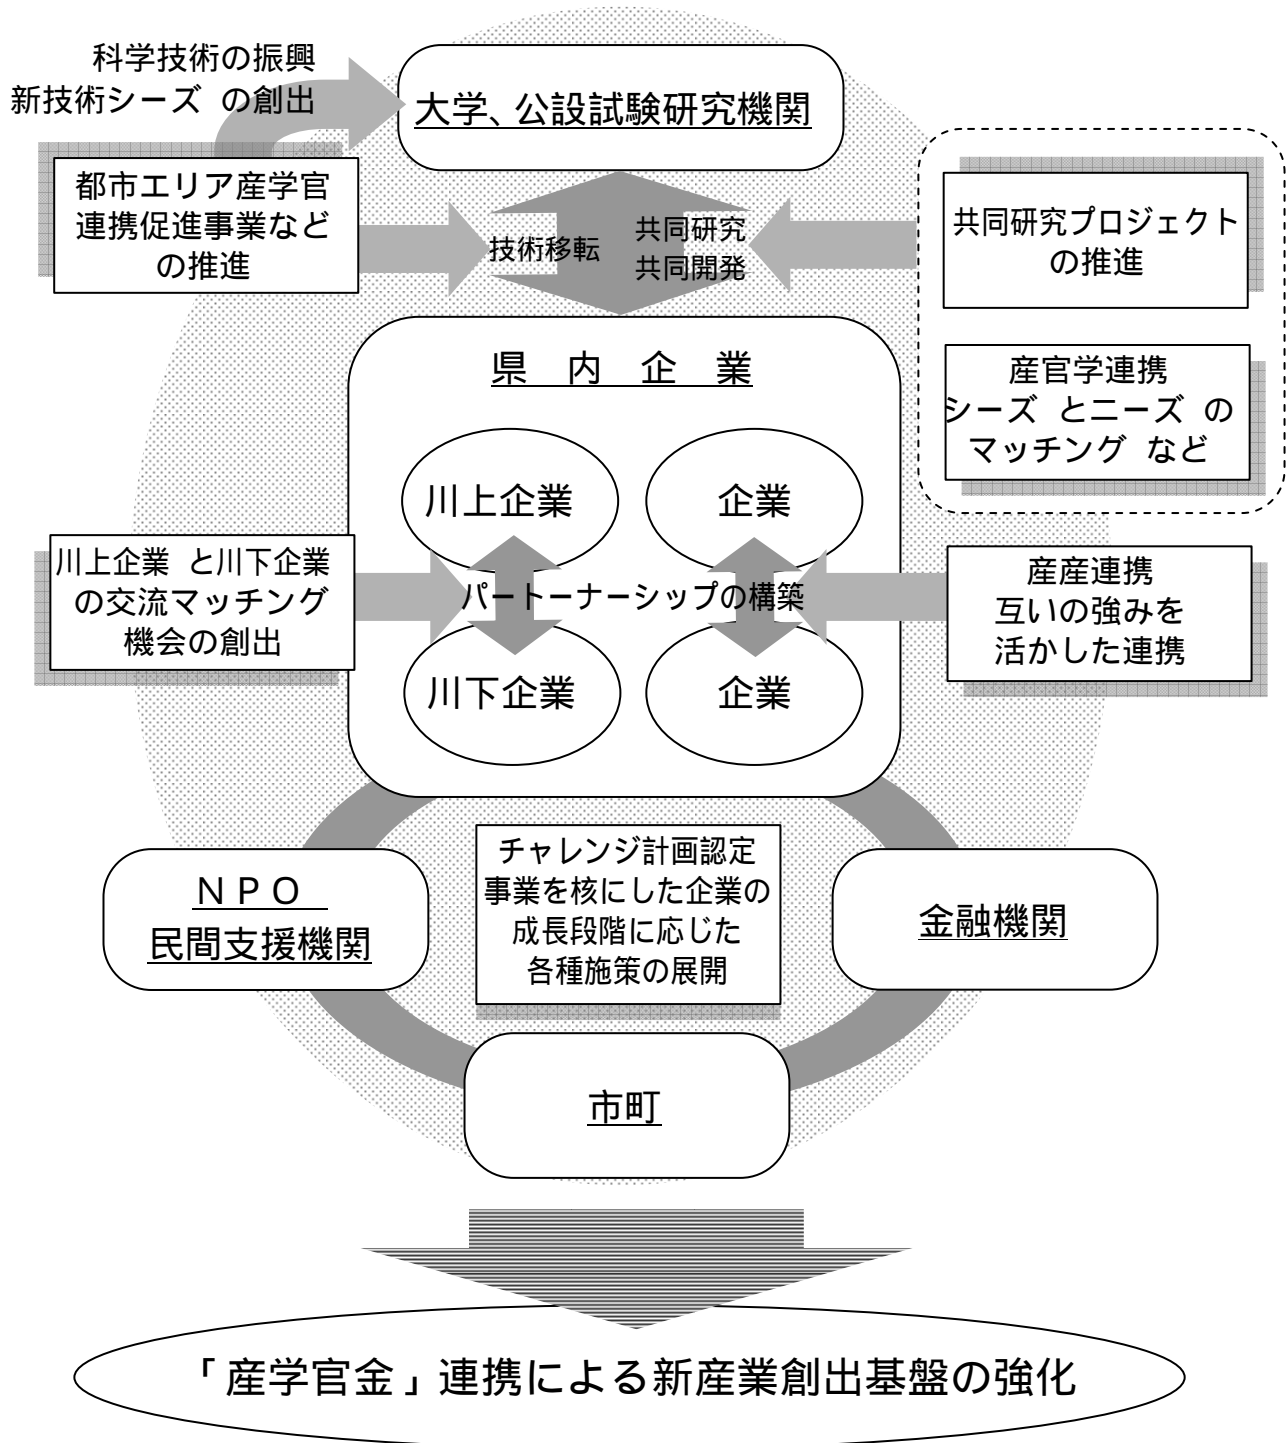 科学技術の振興
新技術シーズ の創出
大学、公設試験研究機関
都市エリア産学官
連携促進事業など
の推進
技術移転
共同研究
共同開発
共同研究プロジェクト
の推進
産官学連携
シーズ とニーズ の
マッチング など
県 内 企 業
川上企業
企業
川上企業 と川下企業
の交流マッチング
機会の創出
パートーナーシップの構築
産産連携
互いの強みを
活かした連携
川下企業
企業
チャレンジ計画認定
事業を核にした企業の
成長段階に応じた
各種施策の展開
ＮＰＯ
民間支援機関
金融機関
市町
「産学官金」連携による新産業創出基盤の強化